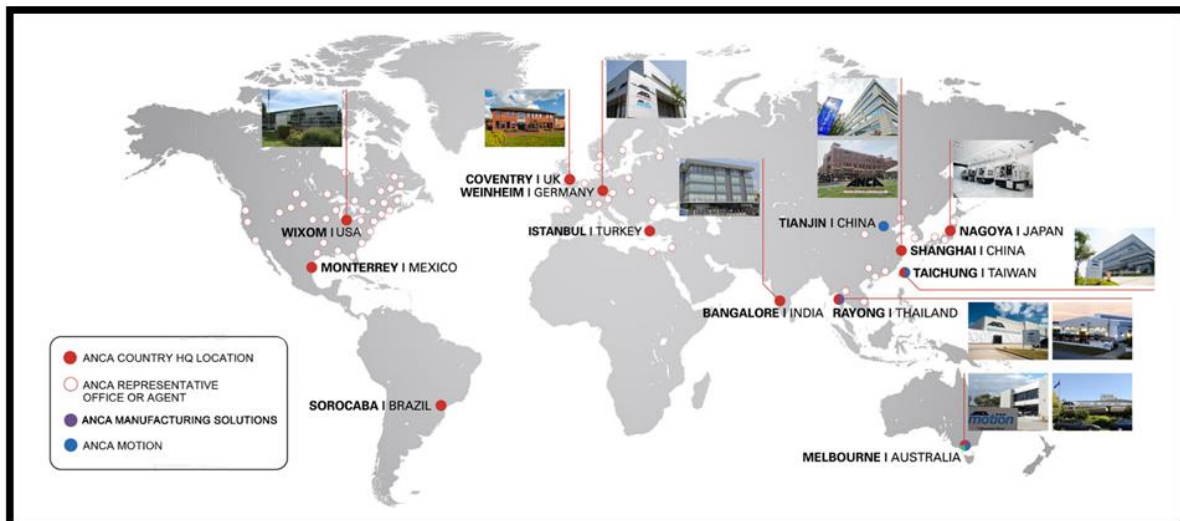 COVENTRY I UK
WEINHEIM I GERMANY
WIXOM I USA
ISTANBUL I TURKEY
TIANJIN I CHINA
NAGOYA I JAPAN
SHANGHAI I CHINA
MONTERREY I MEXICO
TAICHUNG I TAIWAN
BANGALORE I INDIA
RAYONG I THAILAND
ANCA
SOROCABA I BRAZIL
motion
MELBOURNE I AUSTRALIA
ANCA COUNTRY HQ LOCATION
ANCA REPRESENTATIVE
OFFICE OR AGENT
ANCA MANUFACTURING SOLUTIONS
ANCA MOTION